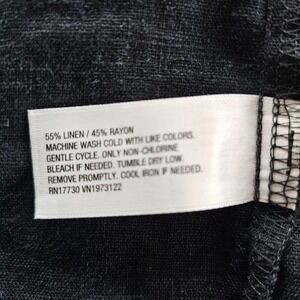 55% LINEN / 45% RAYON
MACHINE WASH COLD WITH LIKE COLORS.
GENTLE CYCLE. ONLY NON-CHLORINE
BLEACH IF NEEDED. TUMBLE DRY LOW.
REMOVE PROMPTLY. COOL IRON IF NEEDED.
RN17730 VN1973122